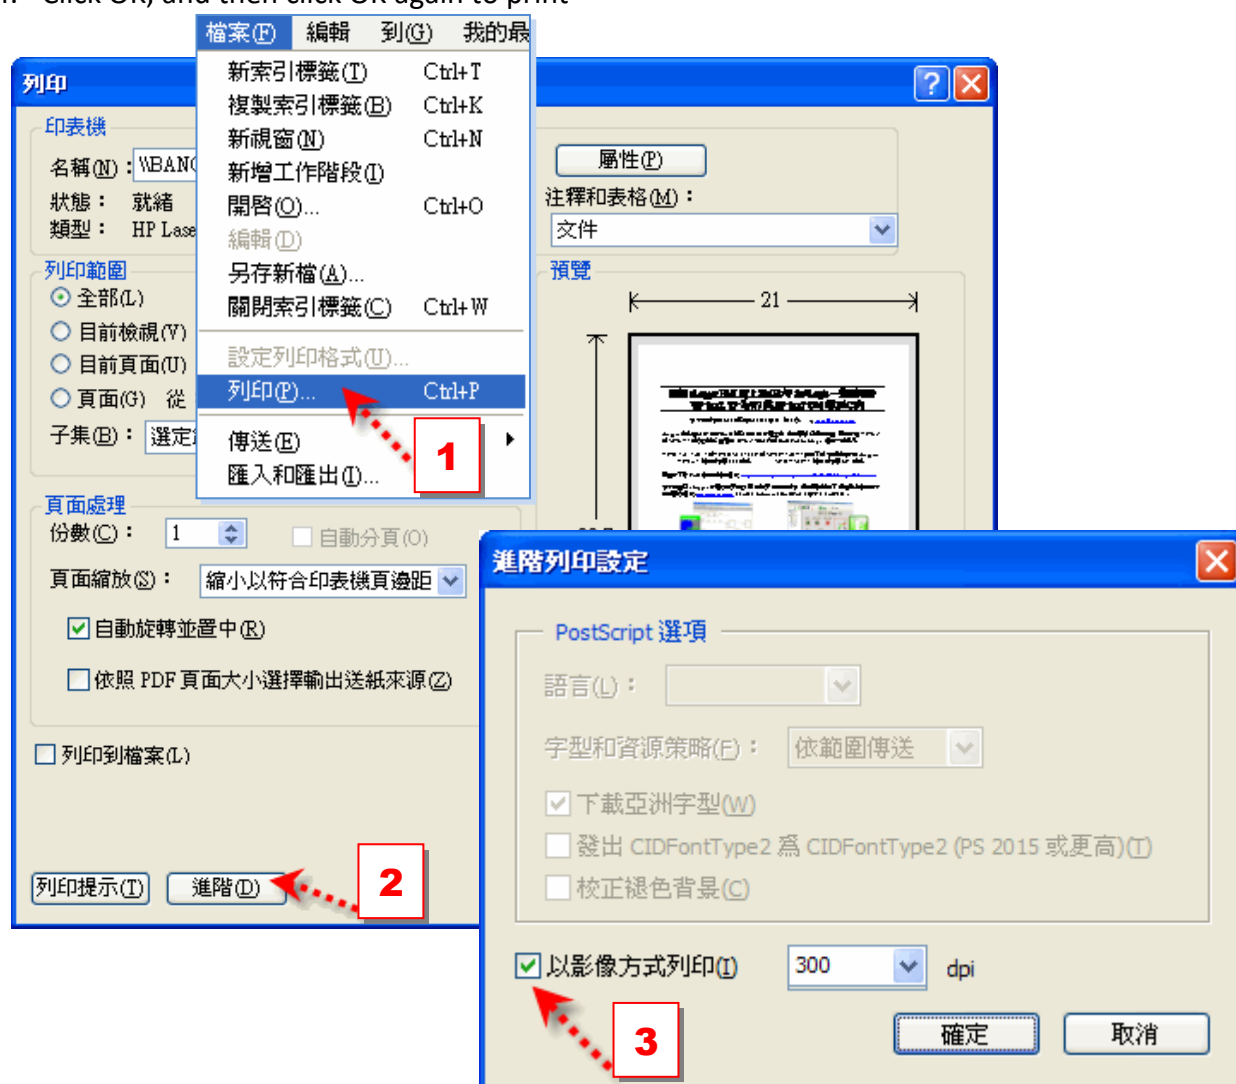 Click OK, and then click OK again to print
檔案(F) 編輯 到(G) 我的最
新索引標籤(T) Ctrl+T
複製索引標籤(B) Ctrl+K
新視窗(N) Ctrl+N
新增工作階段(I)
開啓(O)... Ctrl+O
編輯(D)
另存新檔(A)...
關閉索引標籤(C) Ctrl+W
設定列印格式(U)...
列印(P)... Ctrl+P
傳送(E)
匯入和匯出(I)...
1
列印
印表機
名稱(N)：\\BANC
狀態： 就緒
類型： HP Lase
屬性(P)
注釋和表格(M)：
文件
列印範圍
全部(L)
目前檢視(V)
目前頁面(U)
頁面(G) 從
子集(B)： 選定
預覽
21
頁面處理
份數(C)： 1
自動分頁(O)
頁面縮放(S)： 縮小以符合印表機頁邊距
自動旋轉並置中(R)
依照 PDF 頁面大小選擇輸出送紙來源(Z)
列印到檔案(L)
列印提示(T) 進階(D)
2
進階列印設定
PostScript 選項
語言(L)：
字型和資源策略(F)： 依範圍傳送
下載亞洲字型(W)
發出 CIDFontType2 爲 CIDFontType2 (PS 2015 或更高)(T)
校正褪色背景(C)
以影像方式列印(I) 300 dpi
3
確定 取消